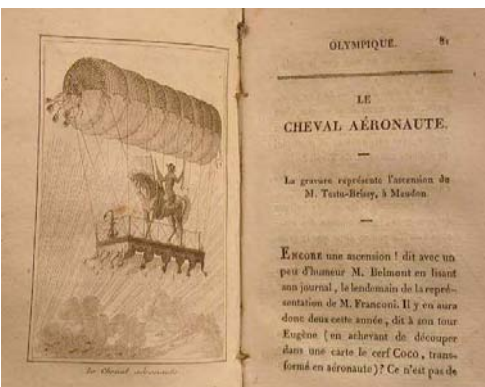 Le Cheval aéronaute
OLYMPIQUE. 81
LE
CHEVAL AÉRONAUTE.
La gravure représente l'ascension de
M. Testu-Brissy, à Meudon
ENCORE une ascension ! dit avec un
peu d'humeur M. Belmont en lisant
son journal, le lendemain de la repré-
sentation de M. Franconi. Il y en aura
donc deux cette année, dit à son tour
Eugène (en achevant de découper
dans une carte le cerf COCO, trans-
formé en aéronaute)? Ce n'est pas de